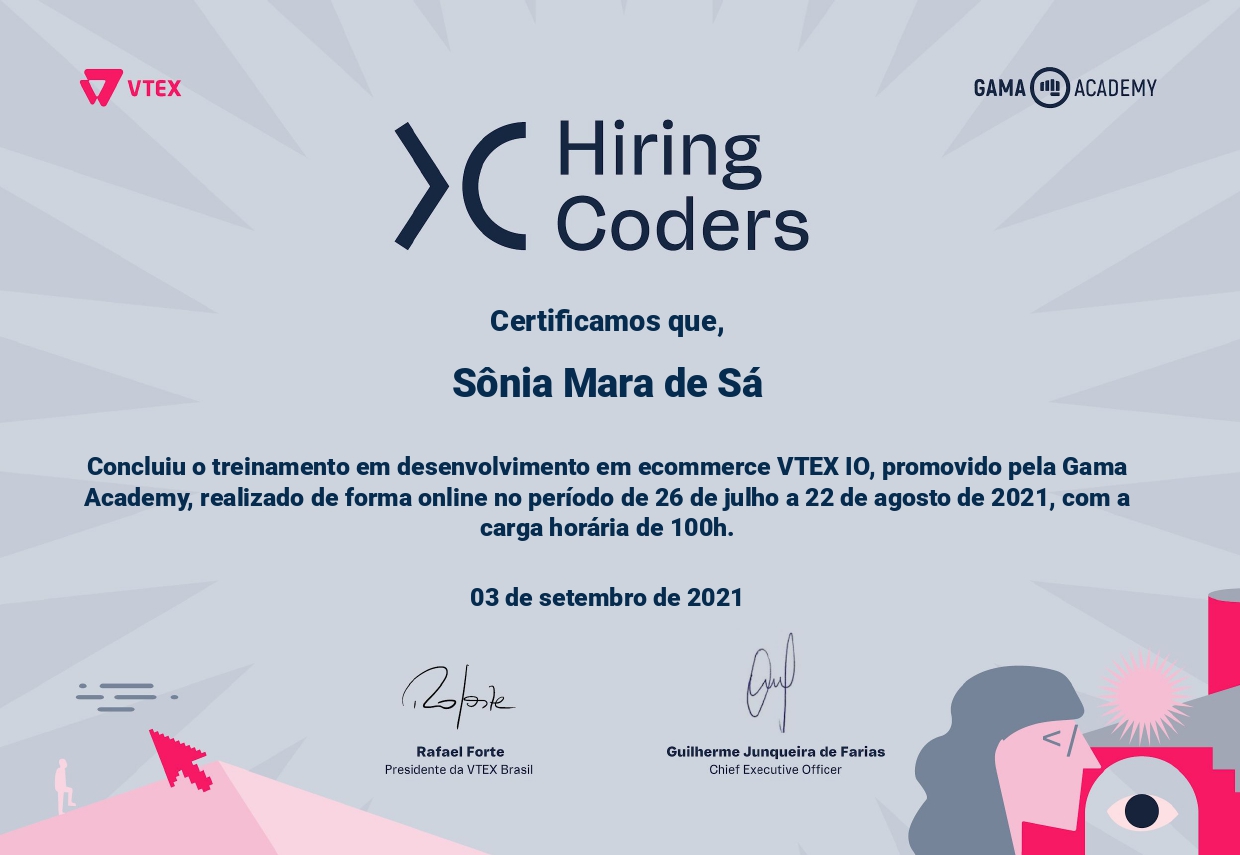 VTEX
GAMA ACADEMY
Hiring
Coders
Certificamos que,
Sônia Mara de Sá
Concluiu o treinamento em desenvolvimento em ecommerce VTEX IO, promovido pela Gama
Academy, realizado de forma online no período de 26 de julho a 22 de agosto de 2021, com a
carga horária de 100h.
03 de setembro de 2021
Rafael Forte
Presidente da VTEX Brasil
Guilherme Junqueira de Farias
Chief Executive Officer
</